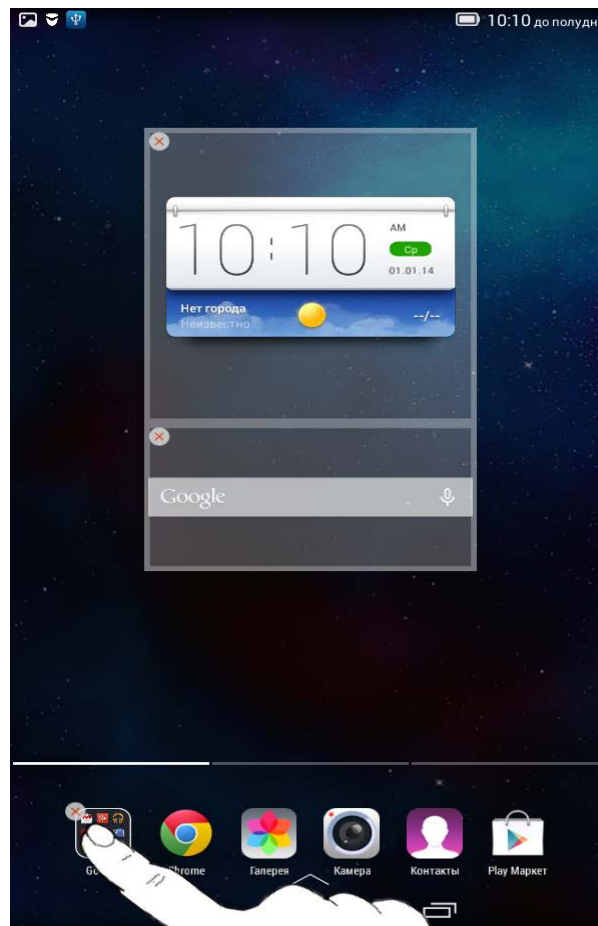 10:10 до полудн
10:10
AM
Ср
01.01.14
Нет города
Неизвестно
--/--
Google
Chrome
Галерея
Камера
Контакты
Play Маркет